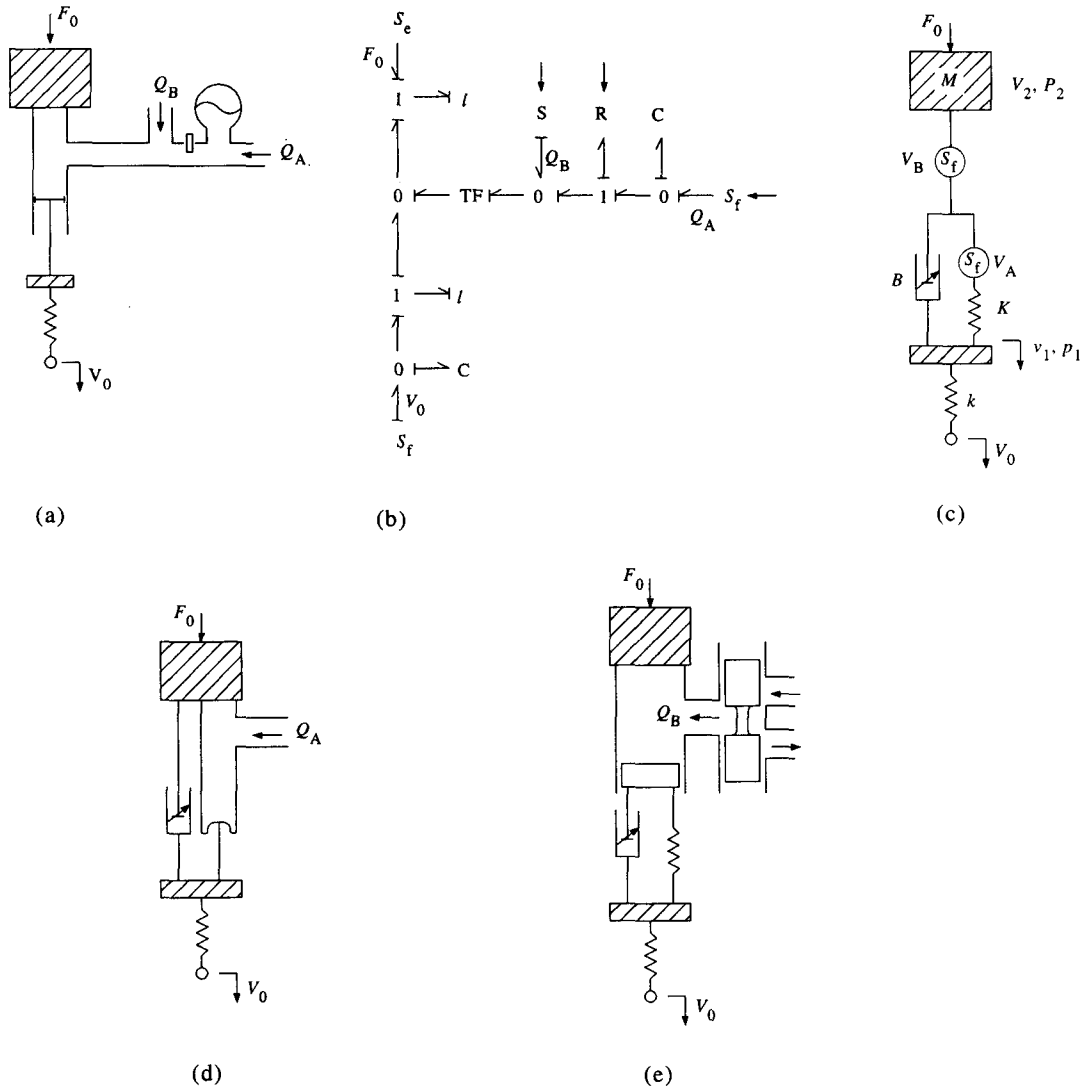 F0
QB
QA.
V0
(a)
Se
F0
1 l
S R C
QB
0 TF 0 1 0 Sf
QA
1 l
0 C
V0
Sf
(b)
F0
M V2, P2
VB Sf
Sf VA
B K
v1, p1
k
V0
(c)
F0
QA
V0
(d)
F0
QB
V0
(e)